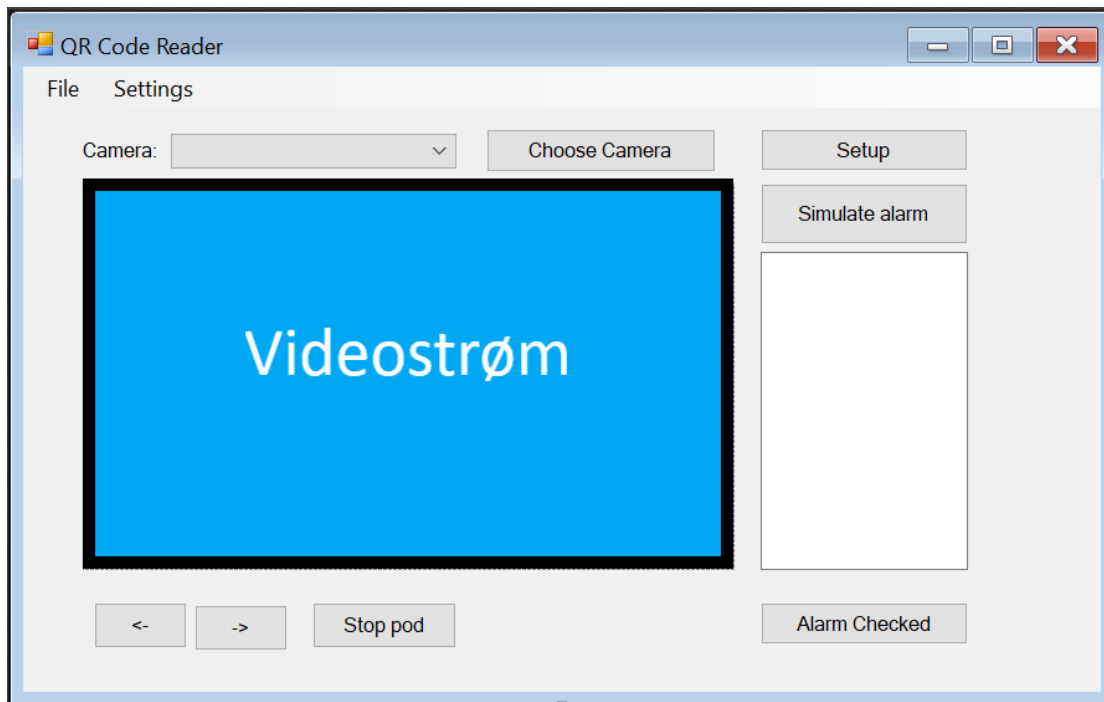 QR Code Reader
File Settings
Camera: Choose Camera Setup
Simulate alarm
Videostrøm
<- -> Stop pod Alarm Checked